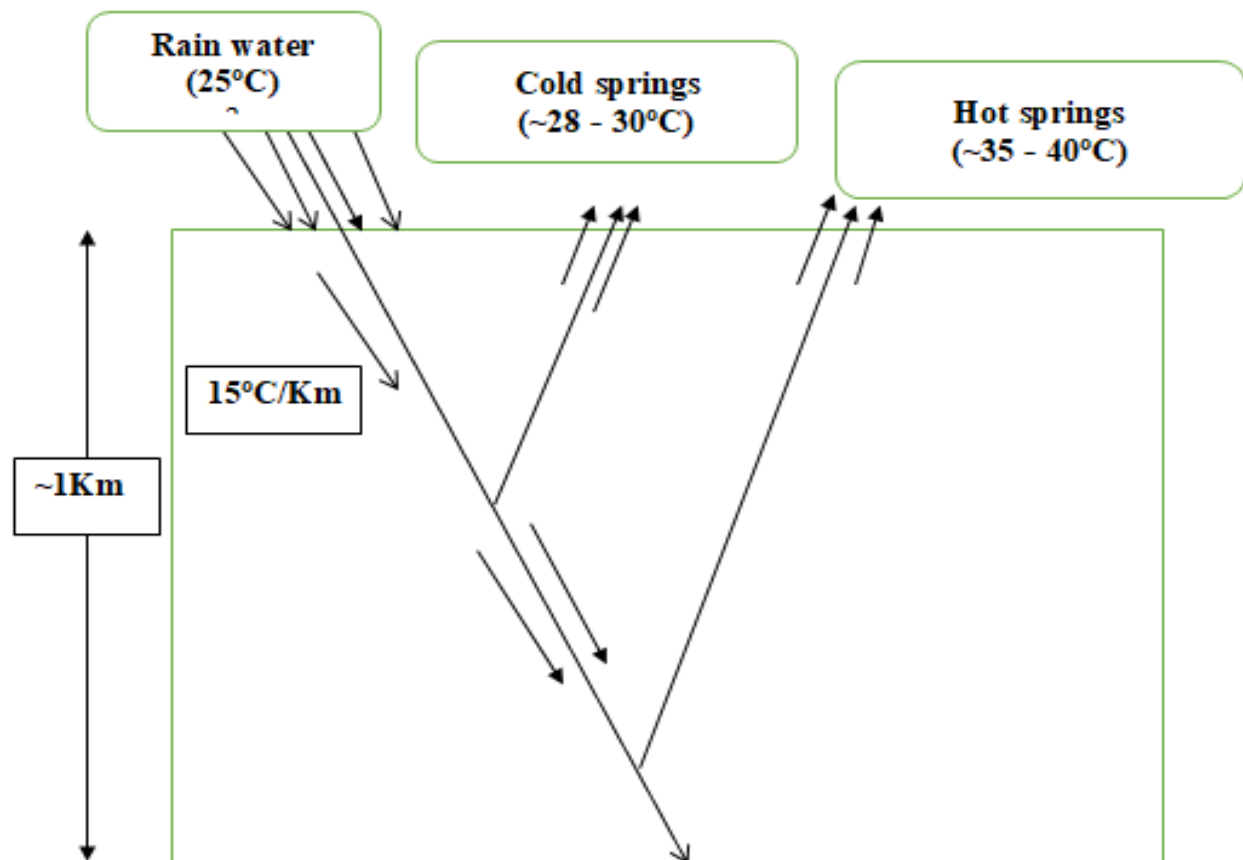 Rain water
(25°C)
Cold springs
(~28 - 30°C)
Hot springs
(~35 - 40°C)
15°C/Km
~1Km